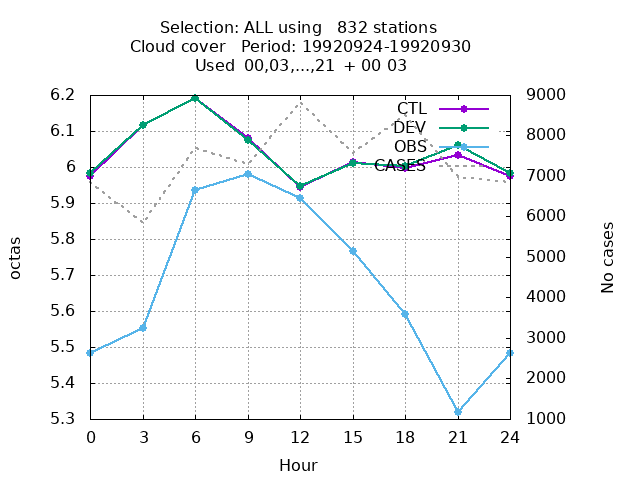 Selection: ALL using   832 stations
Cloud cover   Period: 19920924-19920930
Used  00,03,...,21  + 00 03
6.2
6.1
6
5.9
5.8
5.7
5.6
5.5
5.4
5.3
octas
9000
8000
7000
6000
5000
4000
3000
2000
1000
No cases
CTL
DEV
OBS
CASES
0 3 6 9 12 15 18 21 24
Hour